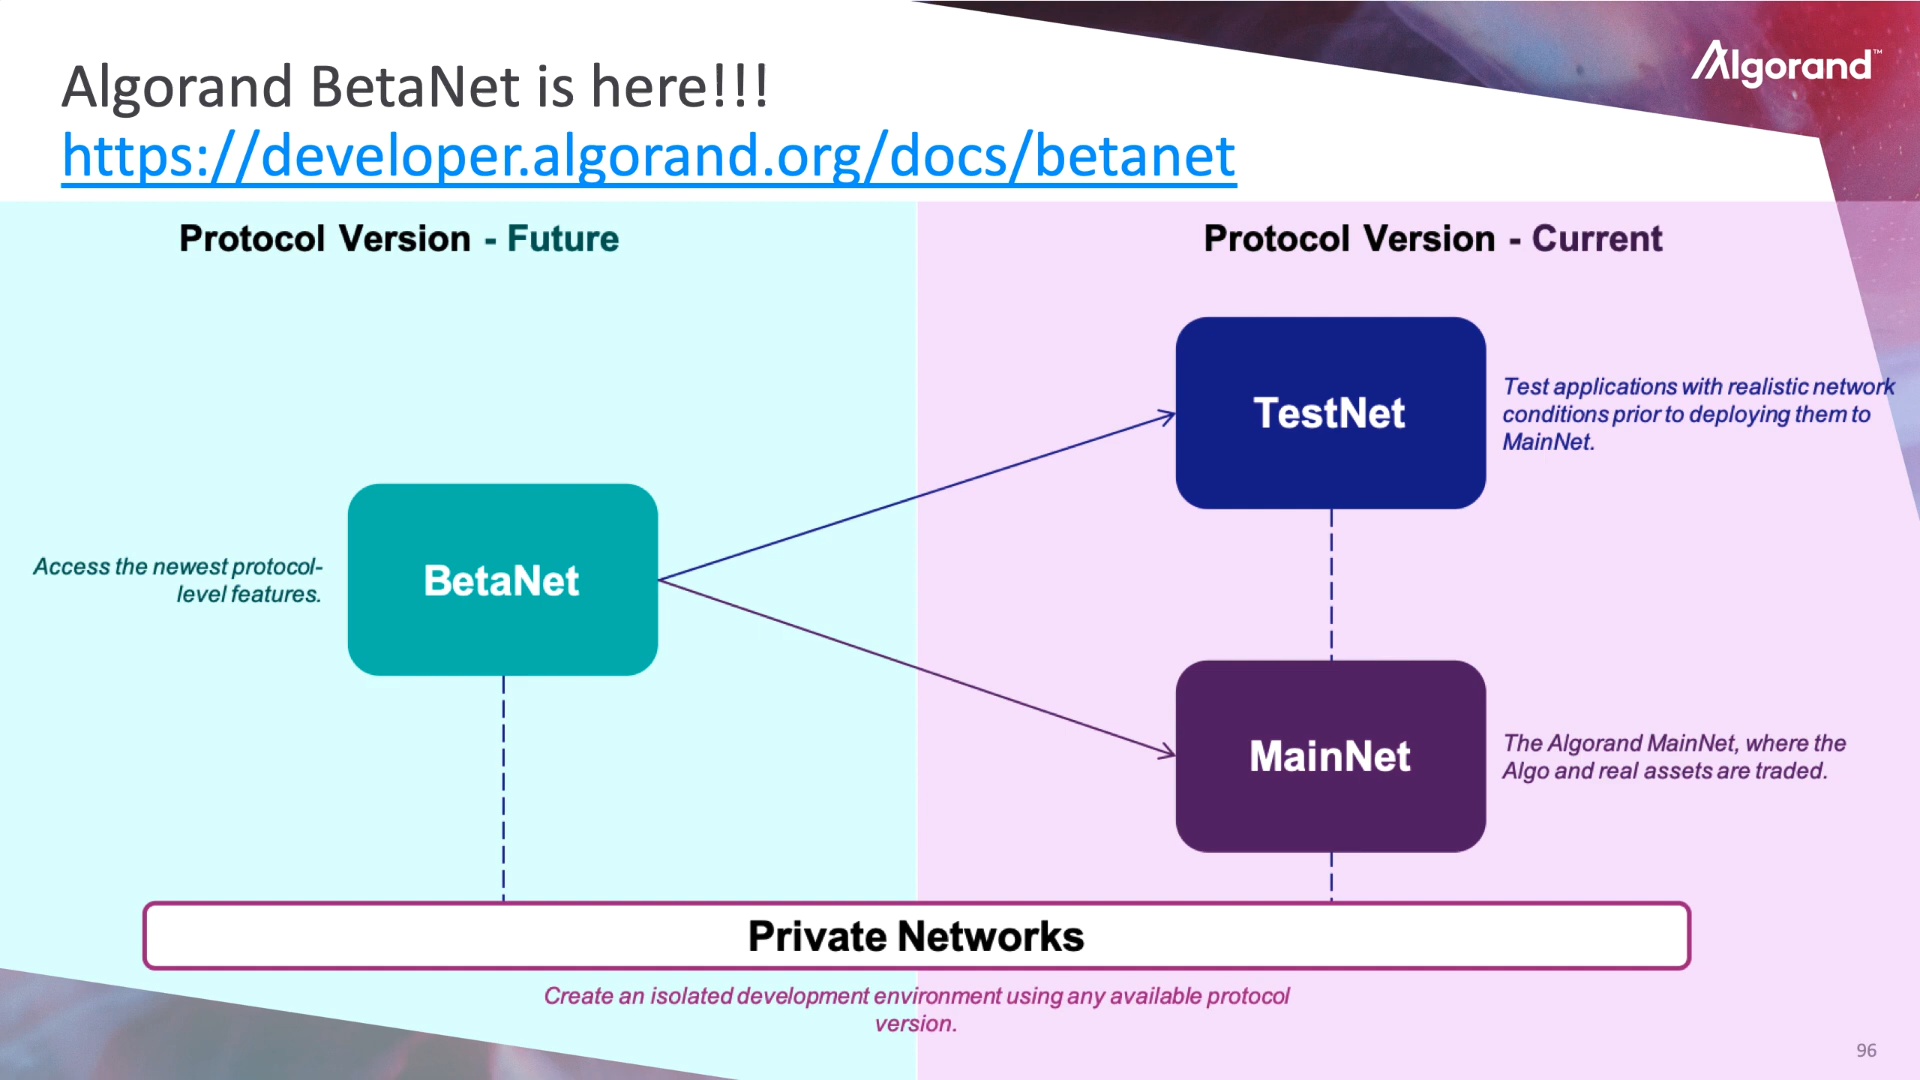 Algorand BetaNet is here!!!
https://developer.algorand.org/docs/betanet
Algorand™
Protocol Version - Future
Protocol Version - Current
TestNet
Test applications with realistic network
conditions prior to deploying them to
MainNet.
Access the newest protocol-
level features.
BetaNet
MainNet
The Algorand MainNet, where the
Algo and real assets are traded.
Private Networks
Create an isolated development environment using any available protocol
version.
96